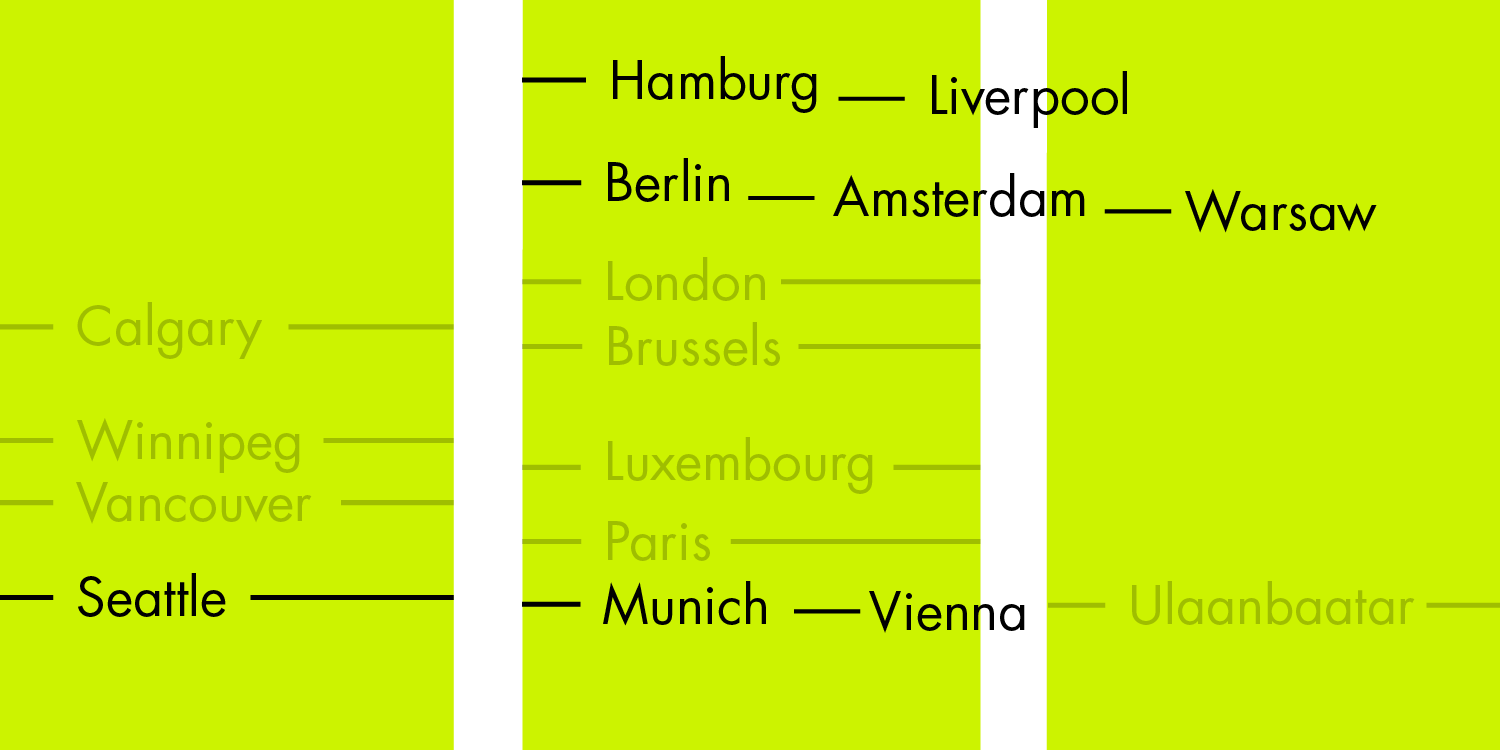 Hamburg — Liverpool
Berlin — Amsterdam — Warsaw
London
Calgary
Brussels
Winnipeg
Luxembourg
Vancouver
Paris
Seattle
Munich — Vienna
Ulaanbaatar